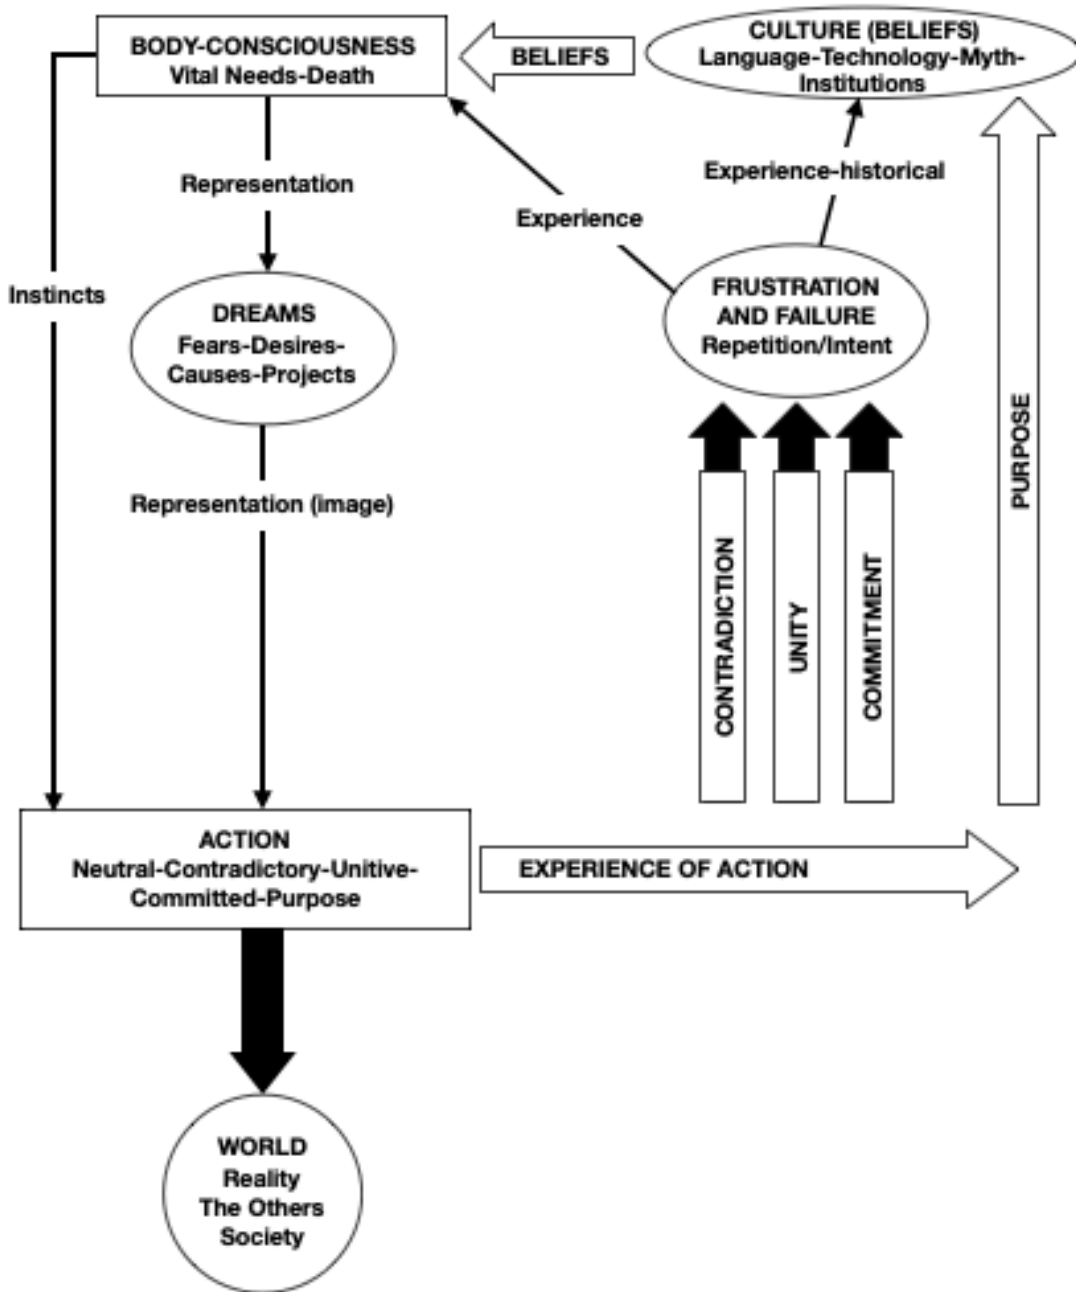 BODY-CONSCIOUSNESS
Vital Needs-Death
BELIEFS
CULTURE (BELIEFS)
Language-Technology-Myth-
Institutions
Representation
Experience
Experience-historical
Instincts
DREAMS
Fears-Desires-
Causes-Projects
FRUSTRATION
AND FAILURE
Repetition/Intent
Representation (image)
CONTRADICTION
UNITY
COMMITMENT
PURPOSE
ACTION
Neutral-Contradictory-Unitive-
Committed-Purpose
EXPERIENCE OF ACTION
WORLD
Reality
The Others
Society